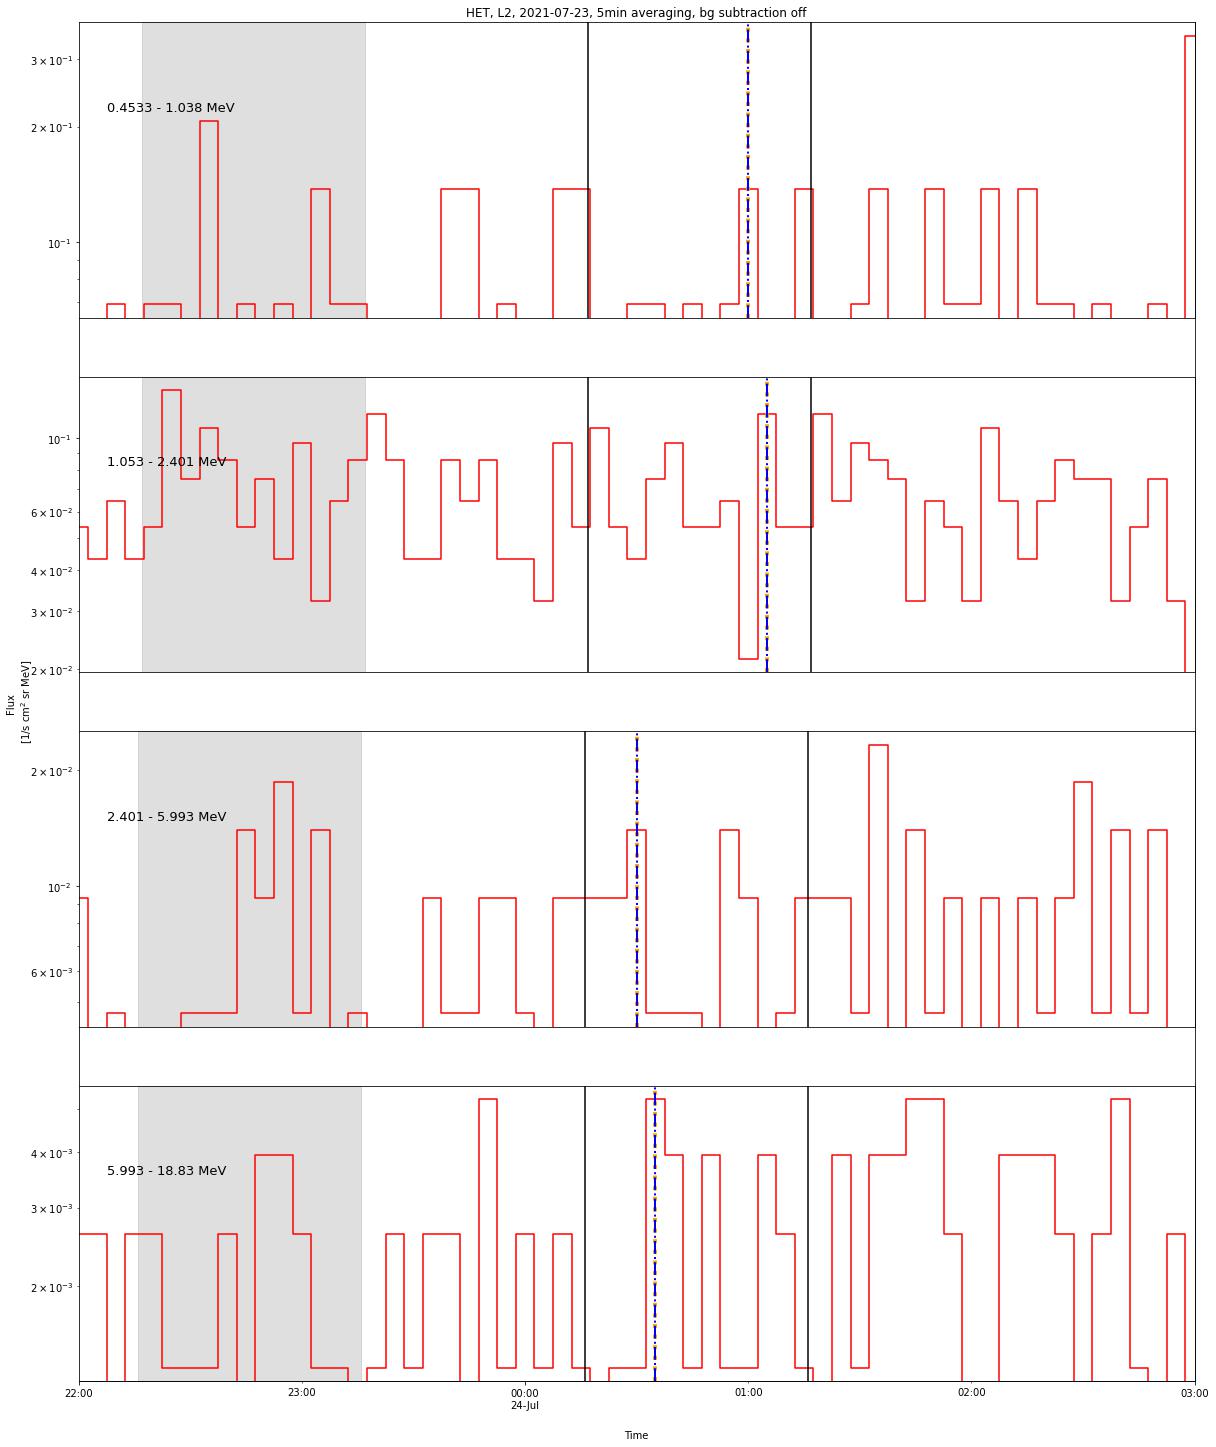 HET, L2, 2021-07-23, 5min averaging, bg subtraction off
3 × 10⁻¹
0.4533 - 1.038 MeV
2 × 10⁻¹
10⁻¹
10⁻¹
1.053 - 2.401 MeV
6 × 10⁻²
4 × 10⁻²
3 × 10⁻²
2 × 10⁻²
Flux
[1/s cm² sr MeV]
2 × 10⁻²
2.401 - 5.993 MeV
10⁻²
6 × 10⁻³
4 × 10⁻³
5.993 - 18.83 MeV
3 × 10⁻³
2 × 10⁻³
22:00 23:00 00:00 01:00 02:00 03:00
24-Jul
Time